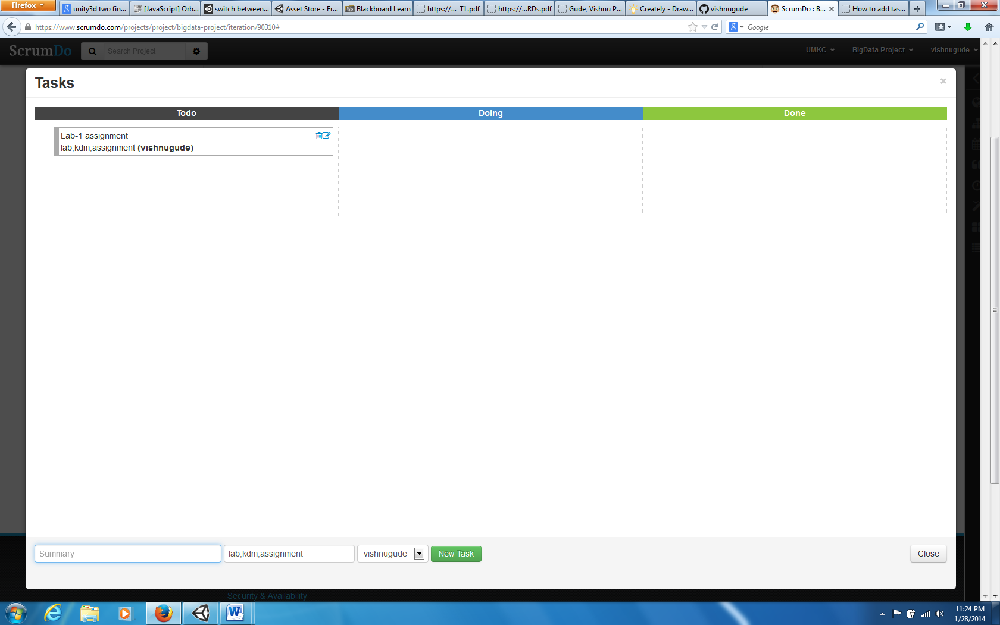 Firefox
unity3d two fin...
[JavaScript] Orb...
switch between...
Asset Store - Fr...
Blackboard Learn
https://..._T1.pdf
https://...RDs.pdf
Gude, Vishnu P...
Creately - Draw...
vishnugude
ScrumDo : B...
How to add tas...
https://www.scrumdo.com/projects/project/bigdata-project/iteration/90310#
Google
ScrumDo
Search Project
UMKC
BigData Project
vishnugude
Tasks
Todo
Doing
Done
Lab-1 assignment
lab,kdm,assignment (vishnugude)
Summary
lab,kdm,assignment
vishnugude
New Task
Close
Security & Availability
11:24 PM
1/28/2014